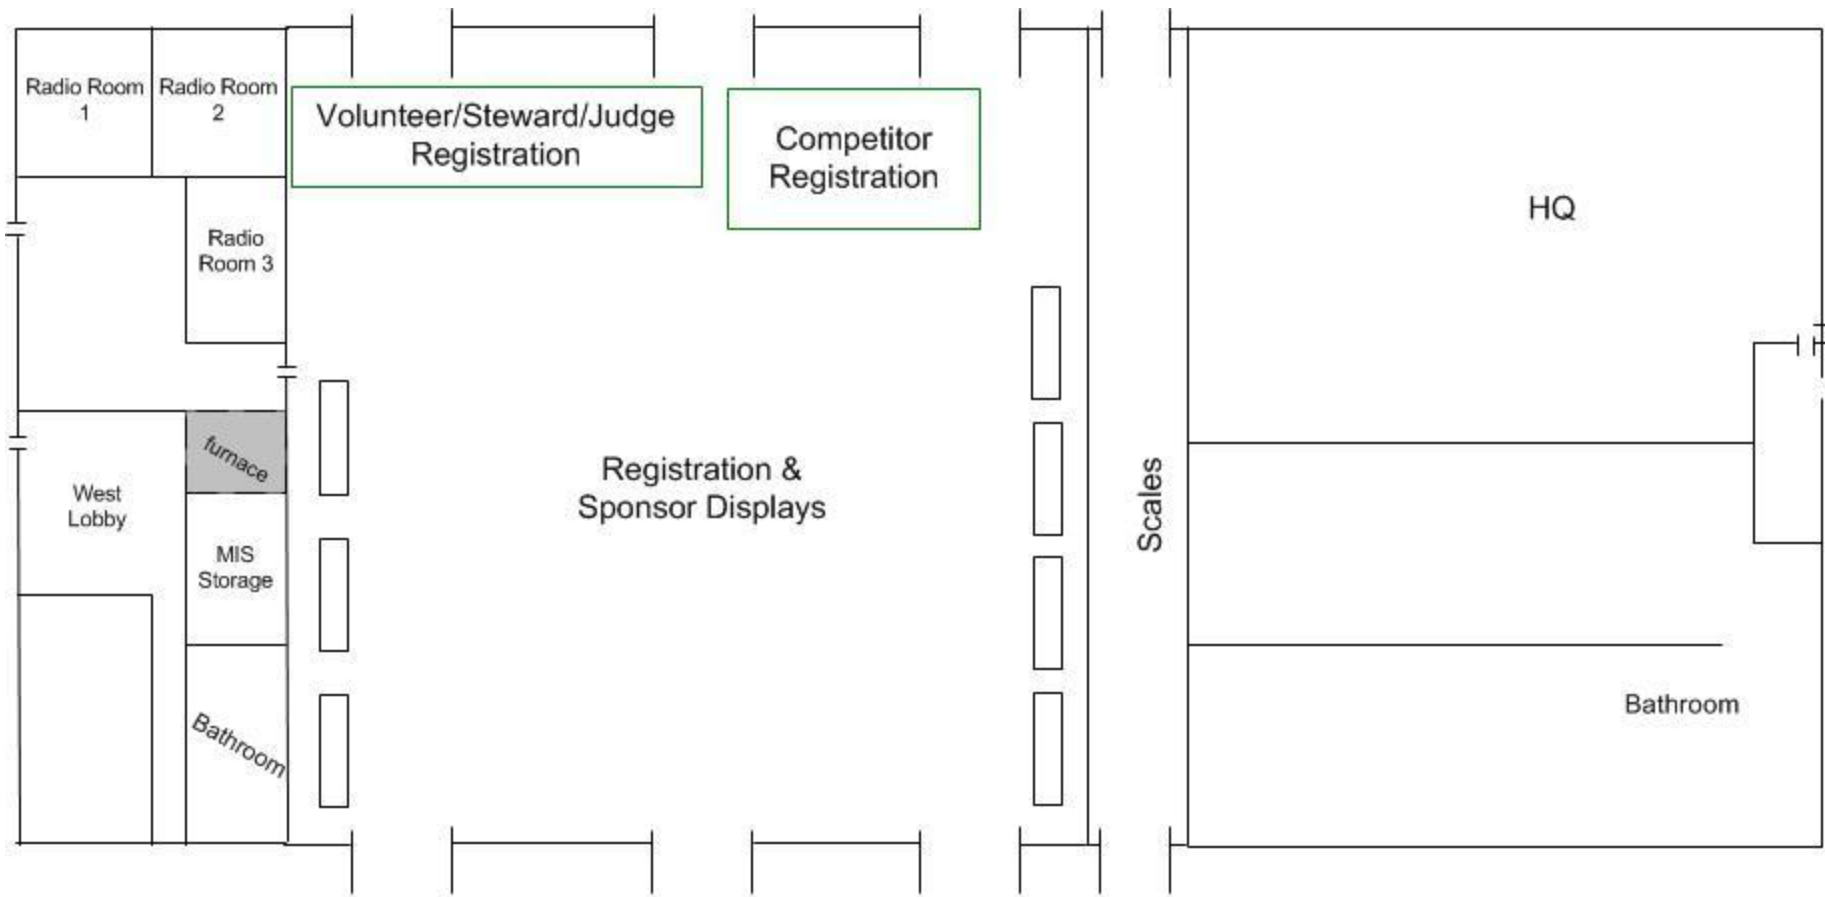 Radio Room
1
Radio Room
2
Volunteer/Steward/Judge
Registration
Competitor
Registration
HQ
Radio
Room 3
furnace
West
Lobby
MIS
Storage
Bathroom
Registration &
Sponsor Displays
Scales
Bathroom